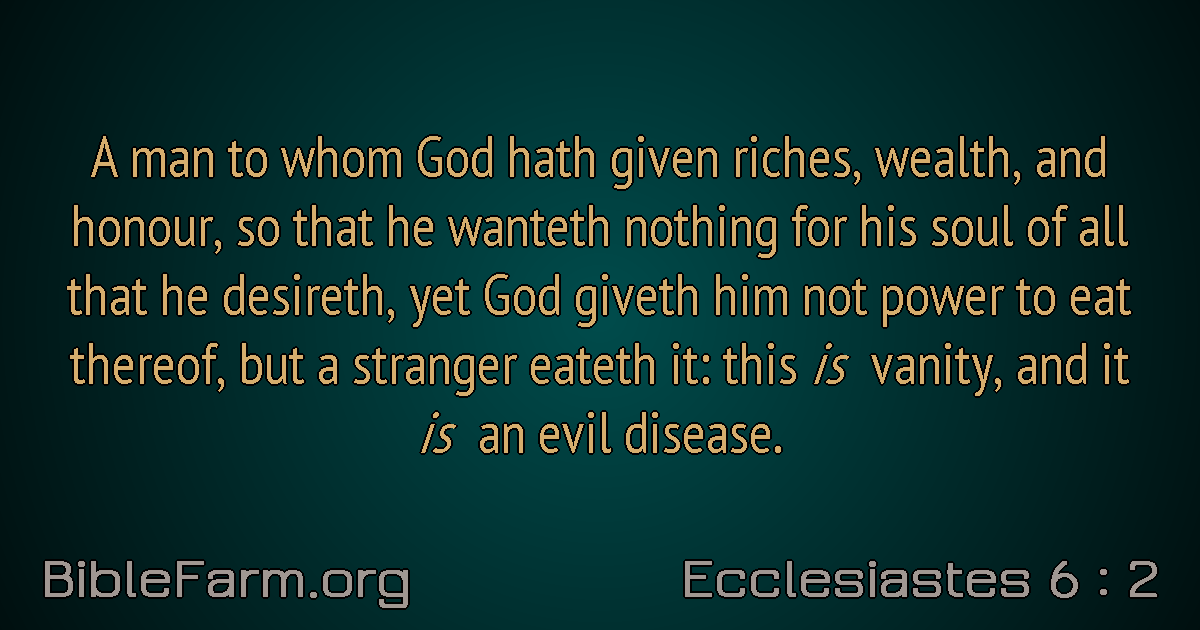 A man to whom God hath given riches, wealth, and
honour, so that he wanteth nothing for his soul of all
that he desireth, yet God giveth him not power to eat
thereof, but a stranger eateth it: this is vanity, and it
is an evil disease.
BibleFarm.org
Ecclesiastes 6 : 2